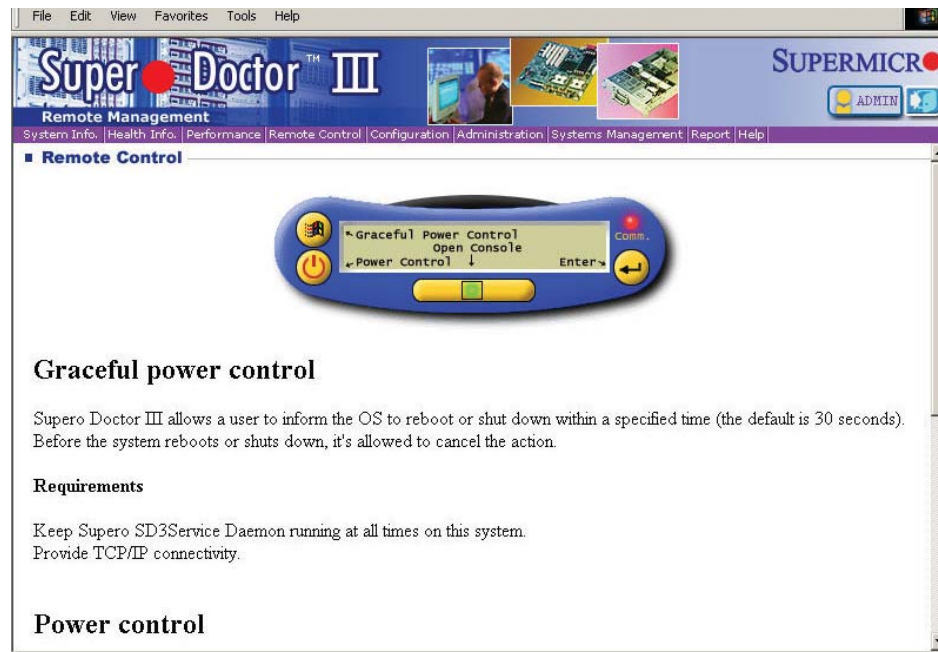 File Edit View Favorites Tools Help
Super Doctor™ III
SUPERMICR
Remote Management
ADMIN
System Info. Health Info. Performance Remote Control Configuration Administration Systems Management Report Help
Remote Control
Graceful Power Control
Open Console
Power Control Enter
Comm.
Graceful power control
Supero Doctor III allows a user to inform the OS to reboot or shut down within a specified time (the default is 30 seconds).
Before the system reboots or shuts down, it's allowed to cancel the action.
Requirements
Keep Supero SD3Service Daemon running at all times on this system.
Provide TCP/IP connectivity.
Power control